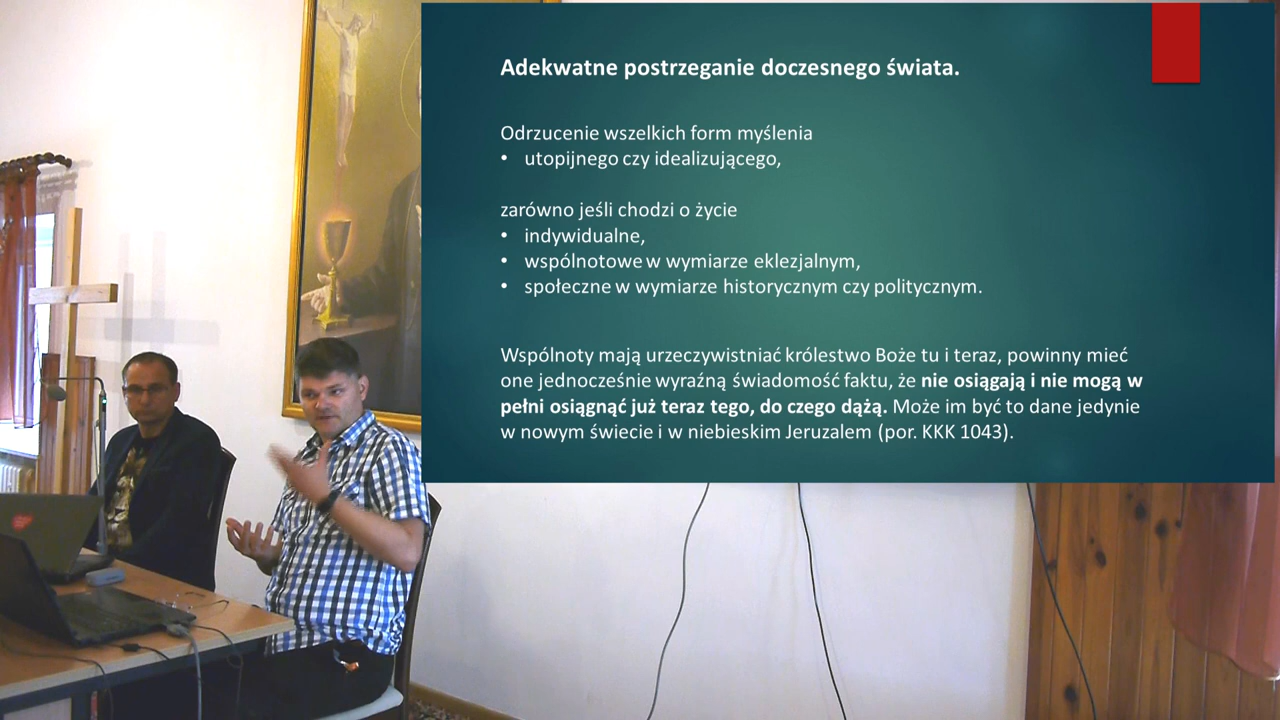 Adekwatne postrzeganie doczesnego świata.
Odrzucenie wszelkich form myślenia
• utopijnego czy idealizującego,
zarówno jeśli chodzi o życie
• indywidualne,
• wspólnotowe w wymiarze eklezjalnym,
• społeczne w wymiarze historycznym czy politycznym.
Wspólnoty mają urzeczywistniać królestwo Boże tu i teraz, powinny mieć
one jednocześnie wyraźną świadomość faktu, że nie osiągają i nie mogą w
pełni osiągnąć już teraz tego, do czego dążą. Może im być to dane jedynie
w nowym świecie i w niebieskim Jeruzalem (por. KKK 1043).